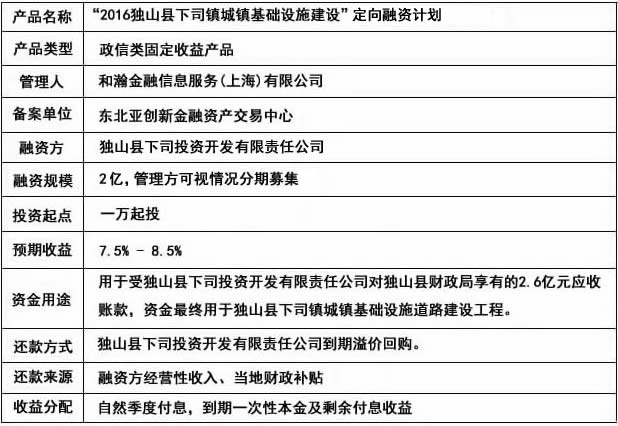 产品名称 “2016独山县下司镇城镇基础设施建设”定向融资计划
产品类型 政信类固定收益产品
管理人 和瀚金融信息服务(上海)有限公司
备案单位 东北亚创新金融资产交易中心
融资方 独山县下司投资开发有限责任公司
融资规模 2亿,管理方可视情况分期募集
投资起点 一万起投
预期收益 7.5% - 8.5%
资金用途 用于受独山县下司投资开发有限责任公司对独山县财政局享有的2.6亿元应收
账款，资金最终用于独山县下司镇城镇基础设施道路建设工程。
还款方式 独山县下司投资开发有限责任公司到期溢价回购。
还款来源 融资方经营性收入、当地财政补贴
收益分配 自然季度付息，到期一次性本金及剩余付息收益